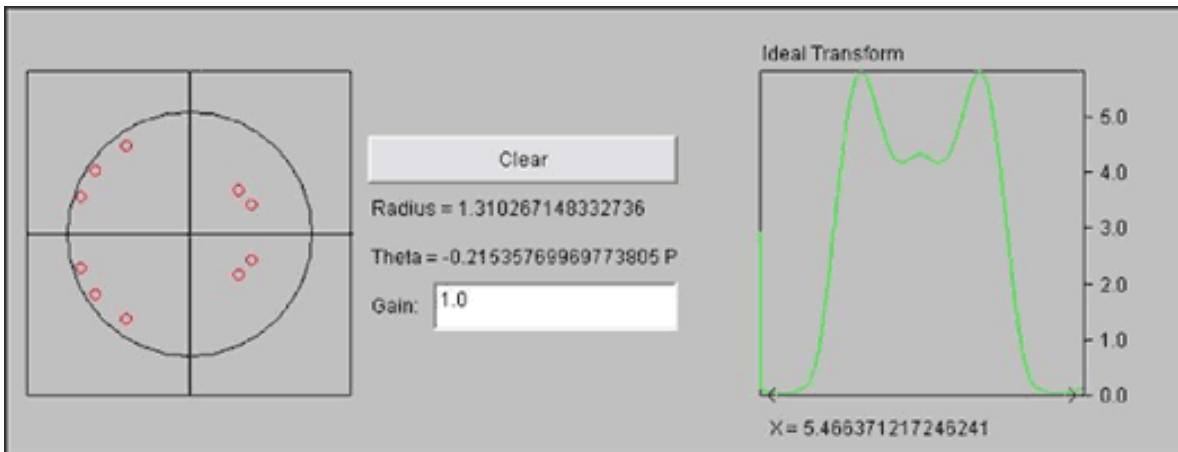 Ideal Transform
Clear
Radius = 1.310267148332736
Theta = -0.21535769969773805 P
Gain: 1.0
5.0
4.0
3.0
2.0
1.0
0.0
X = 5.466371217246241